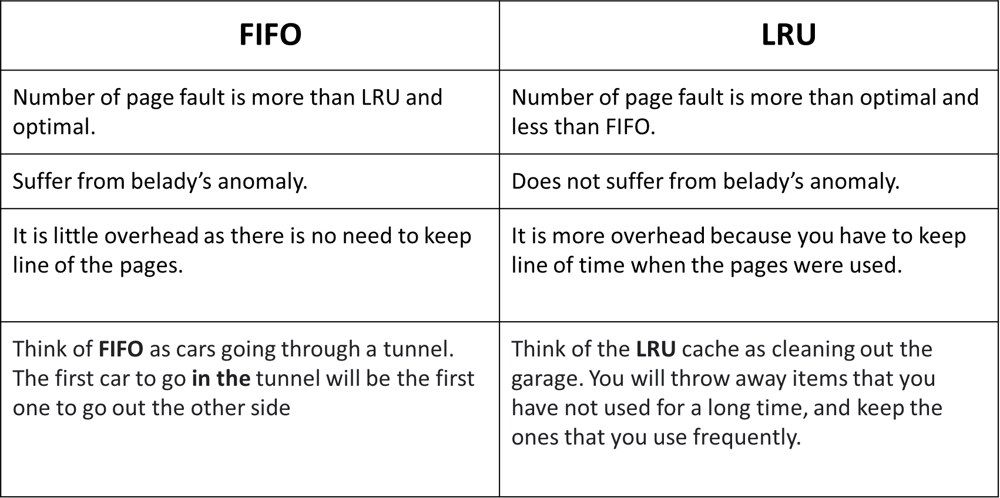 FIFO
LRU
Number of page fault is more than LRU and
optimal.
Number of page fault is more than optimal and
less than FIFO.
Suffer from belady’s anomaly.
Does not suffer from belady’s anomaly.
It is little overhead as there is no need to keep
line of the pages.
It is more overhead because you have to keep
line of time when the pages were used.
Think of FIFO as cars going through a tunnel.
The first car to go in the tunnel will be the first
one to go out the other side
Think of the LRU cache as cleaning out the
garage. You will throw away items that you
have not used for a long time, and keep the
ones that you use frequently.